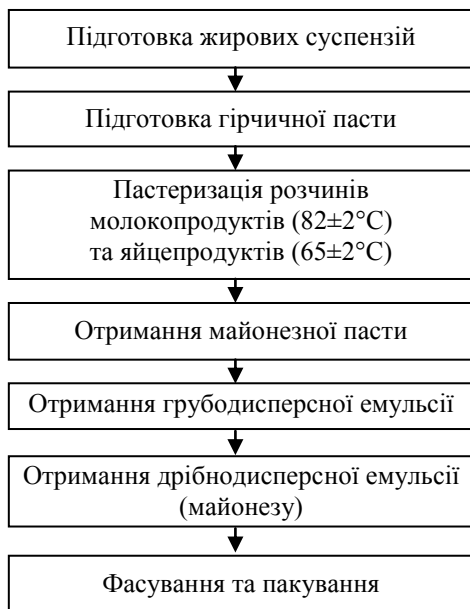 Підготовка жирових суспензій
Підготовка гірчичної пасти
Пастеризація розчинів
молокопродуктів (82±2°С)
та яйцепродуктів (65±2°С)
Отримання майонезної пасти
Отримання грубодисперсної емульсії
Отримання дрібнодисперсної емульсії
(майонезу)
Фасування та пакування